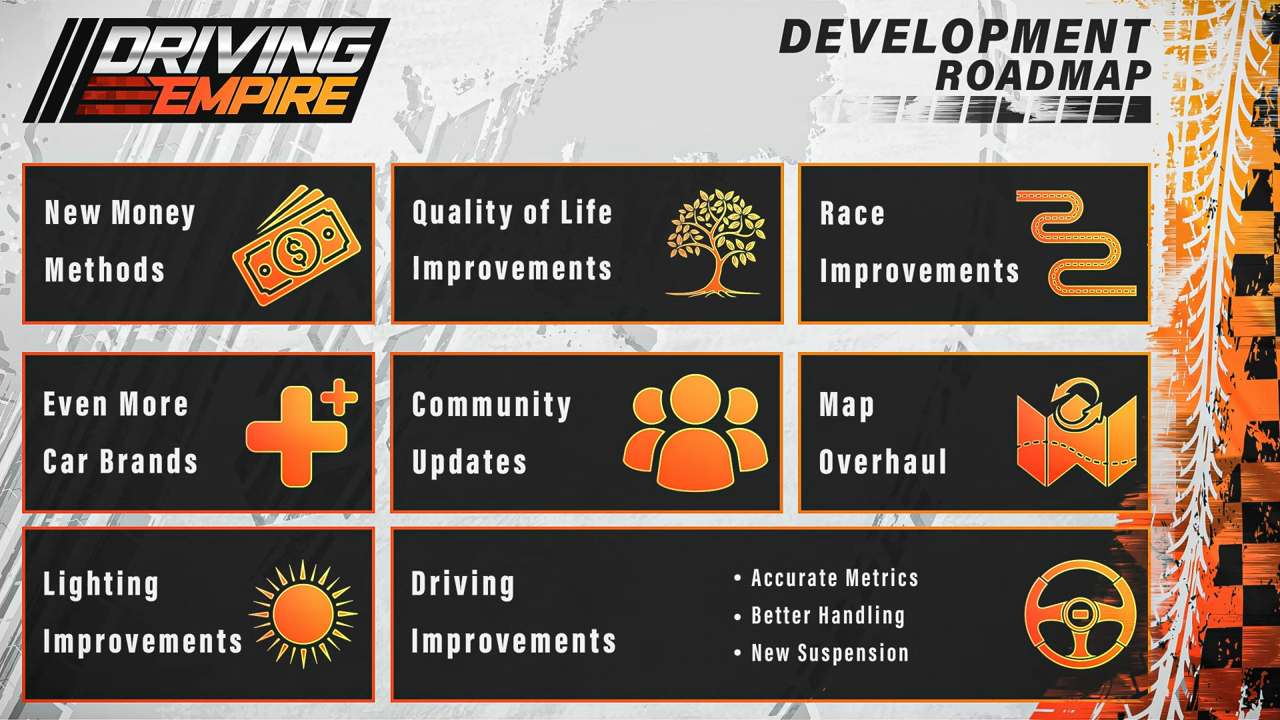 DRIVING
EMPIRE
DEVELOPMENT
ROADMAP
New Money
Methods
Quality of Life
Improvements
Race
Improvements
Even More
Car Brands
Community
Updates
Map
Overhaul
Lighting
Improvements
Driving
Improvements
• Accurate Metrics
• Better Handling
• New Suspension